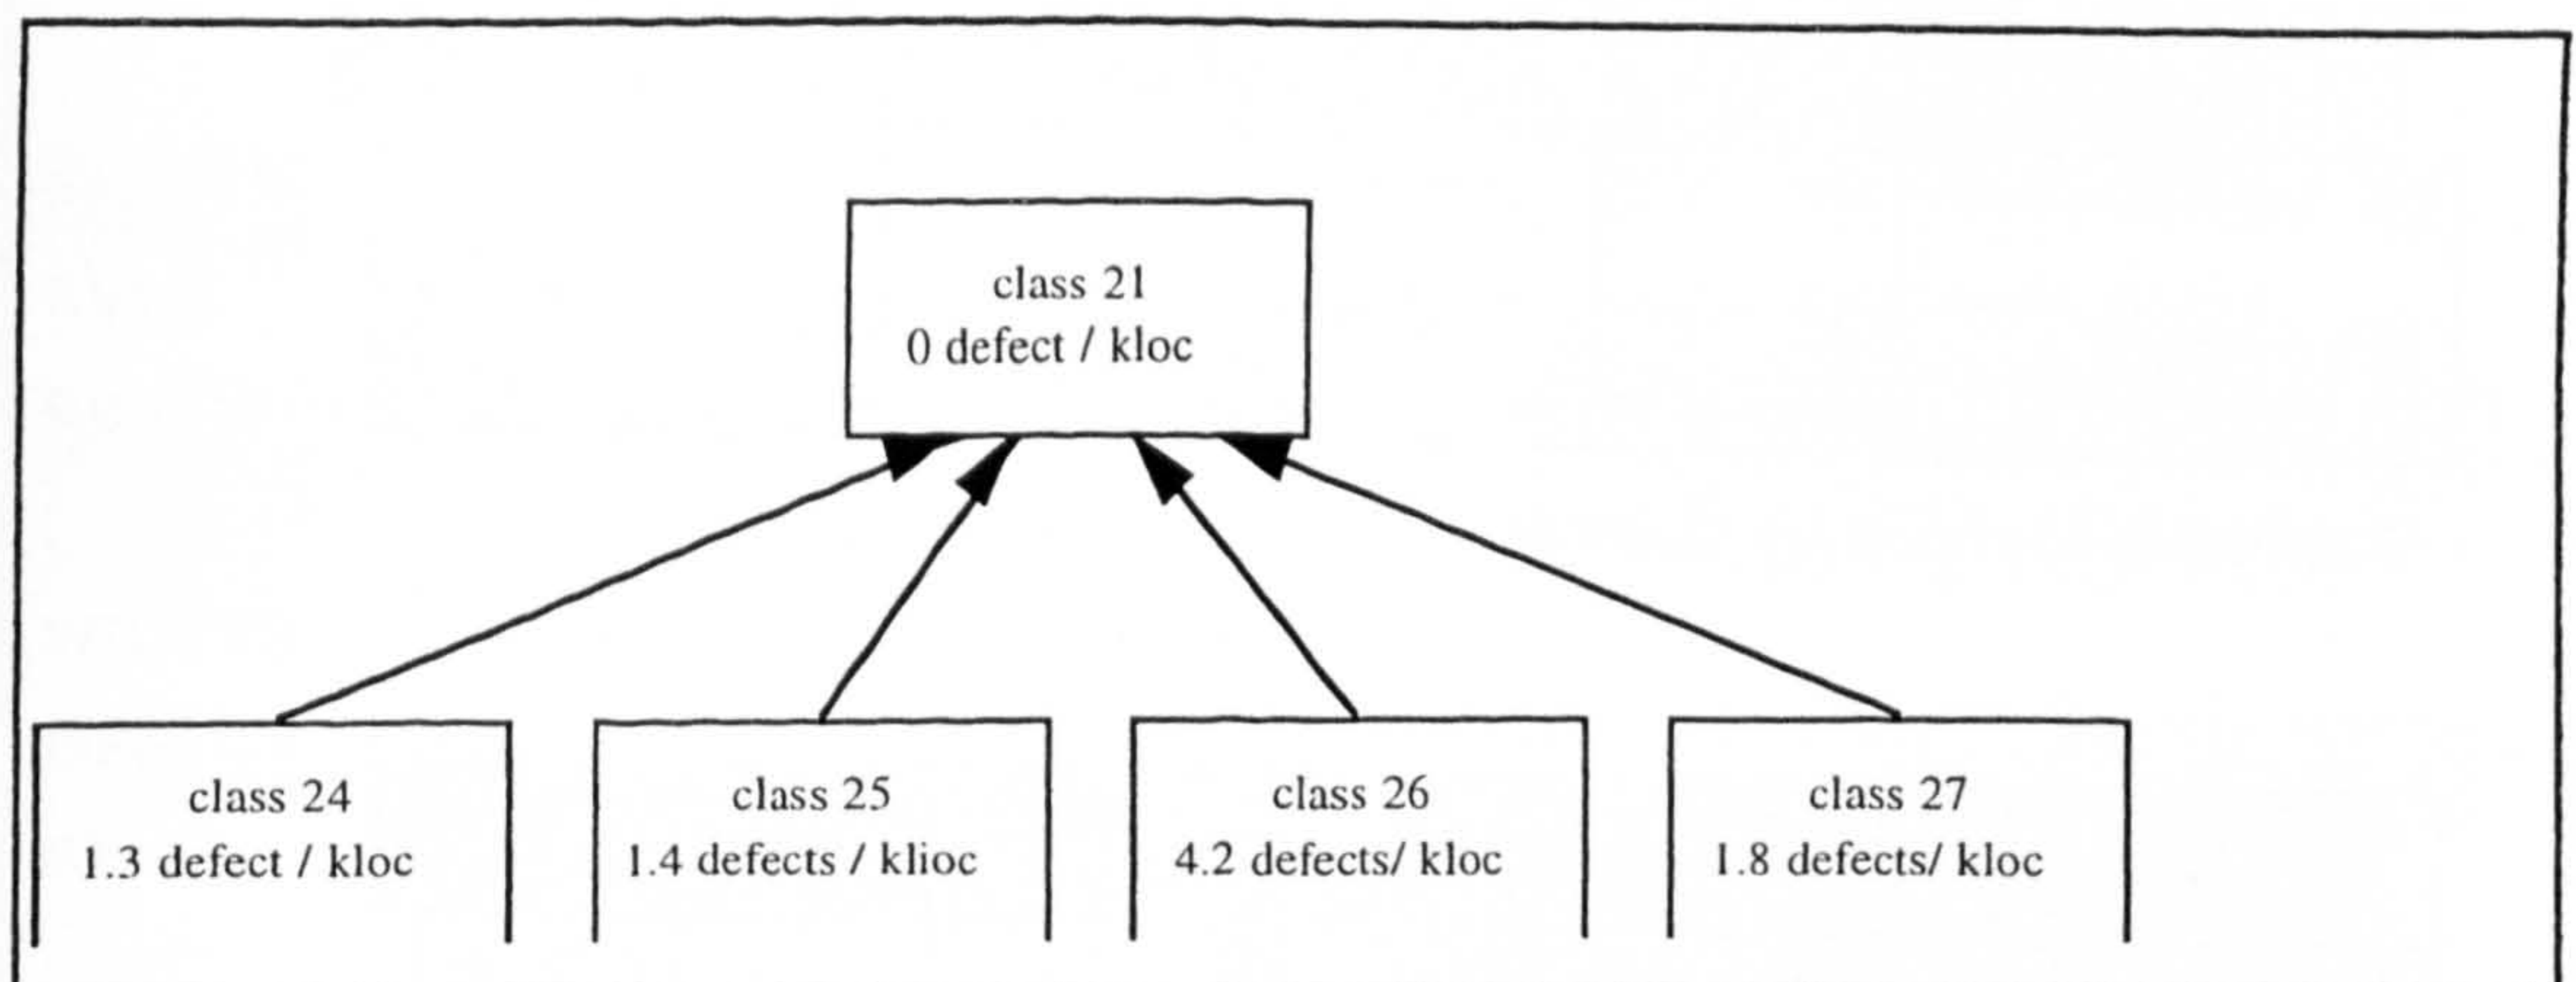 class 21
0 defect / kloc
class 24
1.3 defect / kloc
class 25
1.4 defects / klioc
class 26
4.2 defects/ kloc
class 27
1.8 defects/ kloc